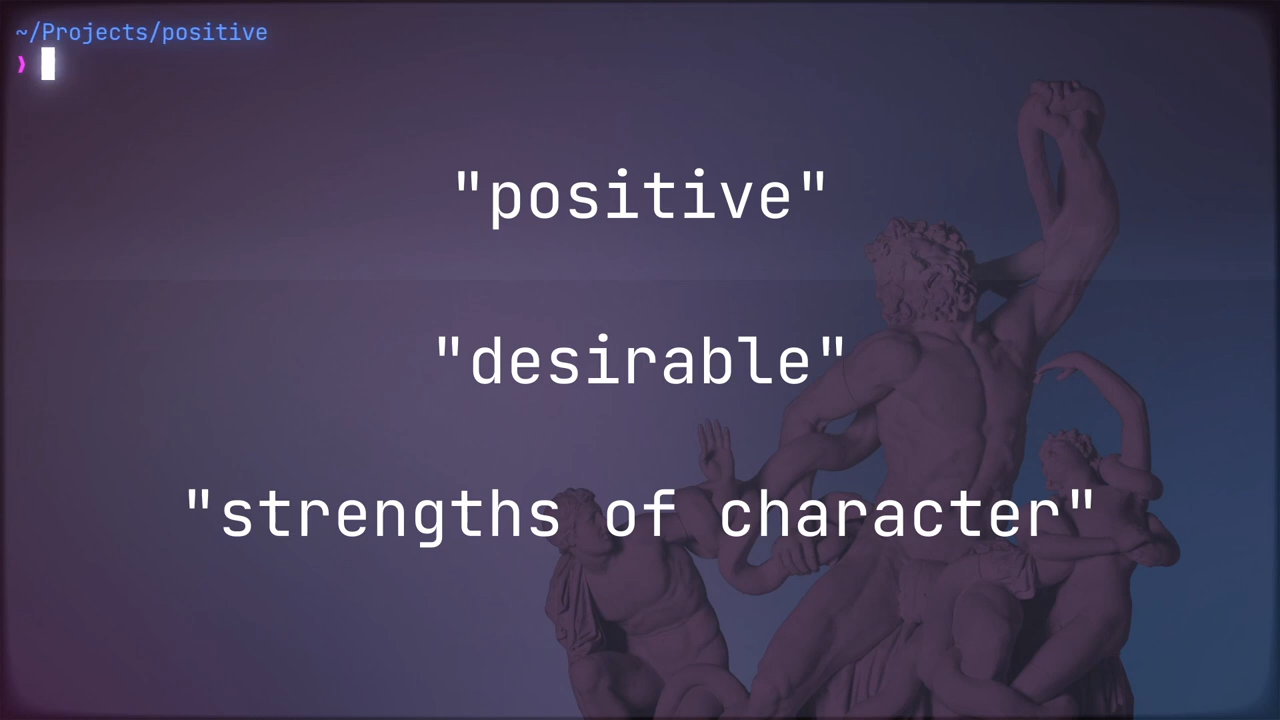 ~/Projects/positive
❯
"positive"
"desirable"
"strengths of character"